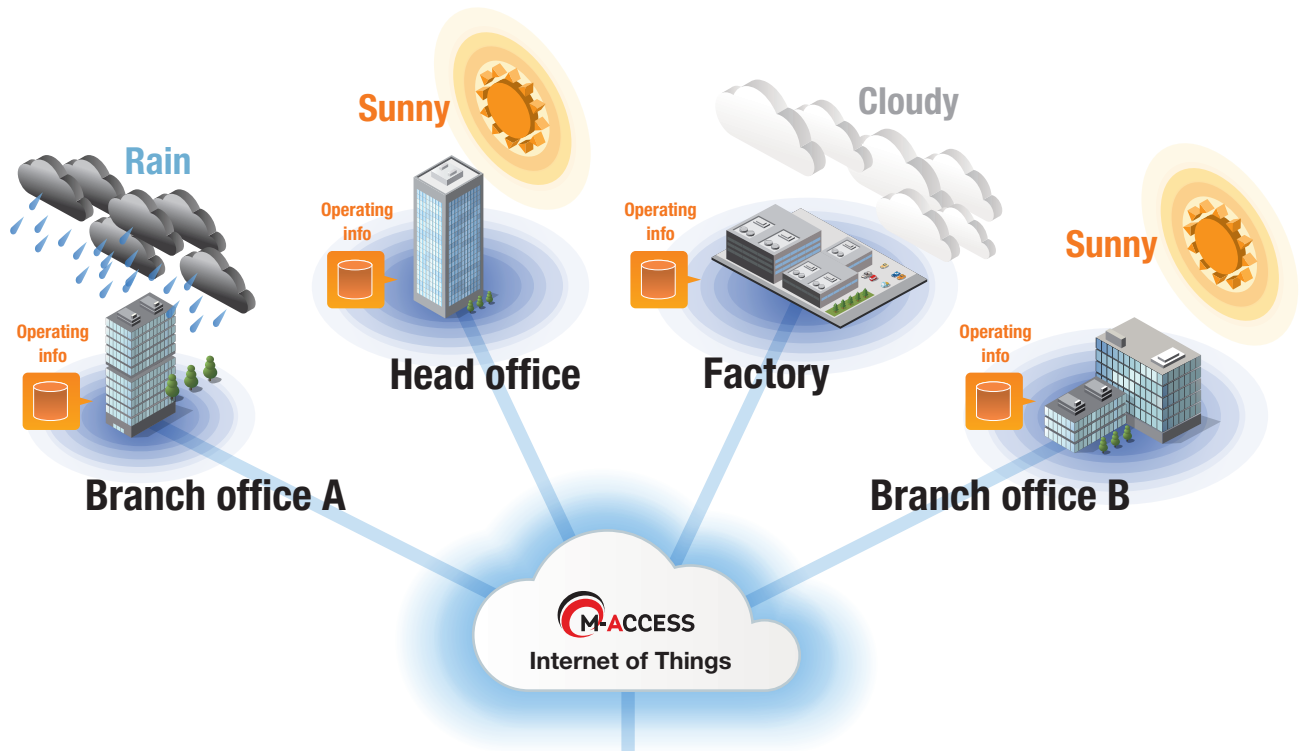 Rain
Operating
info
Branch office A
Sunny
Operating
info
Head office
Cloudy
Operating
info
Factory
Sunny
Operating
info
Branch office B
M-ACCESS
Internet of Things